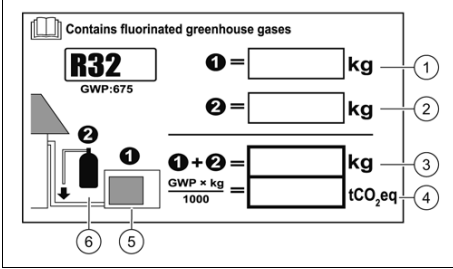 Contains fluorinated greenhouse gases
R32
GWP:675
❶=
kg
1
❷=
kg
2
❷
❶
❶+❷=
kg
3
GWP × kg
1000
=
tCO₂eq
4
6
5